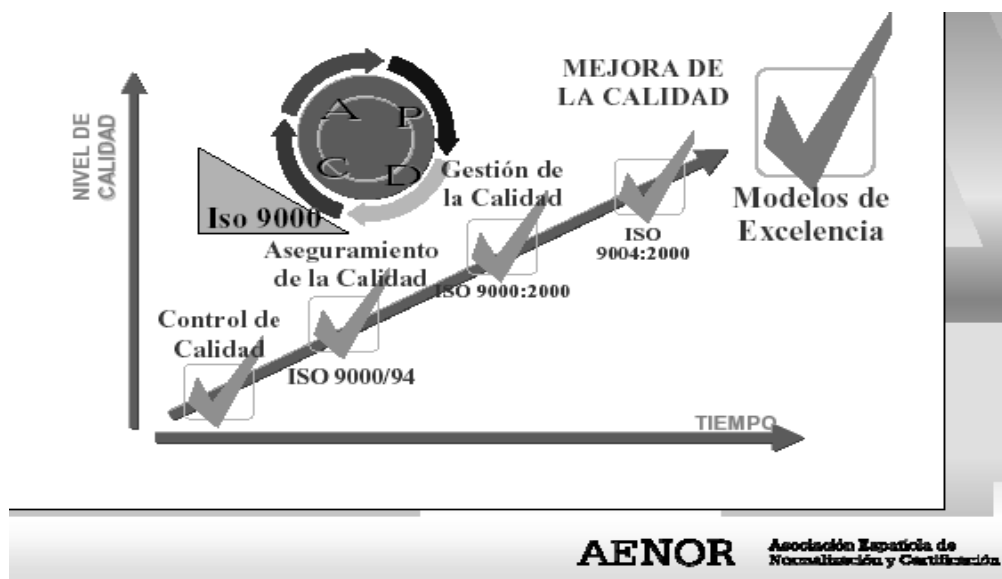 NIVEL DE
CALIDAD
A
P
C
D
Iso 9000
MEJORA DE
LA CALIDAD
Gestión de
la Calidad
Modelos de
Excelencia
ISO
9004:2000
Aseguramiento
de la Calidad
ISO 9000:2000
Control de
Calidad
ISO 9000/94
TIEMPO
AENOR
Asociación Española de
Normalización y Certificación